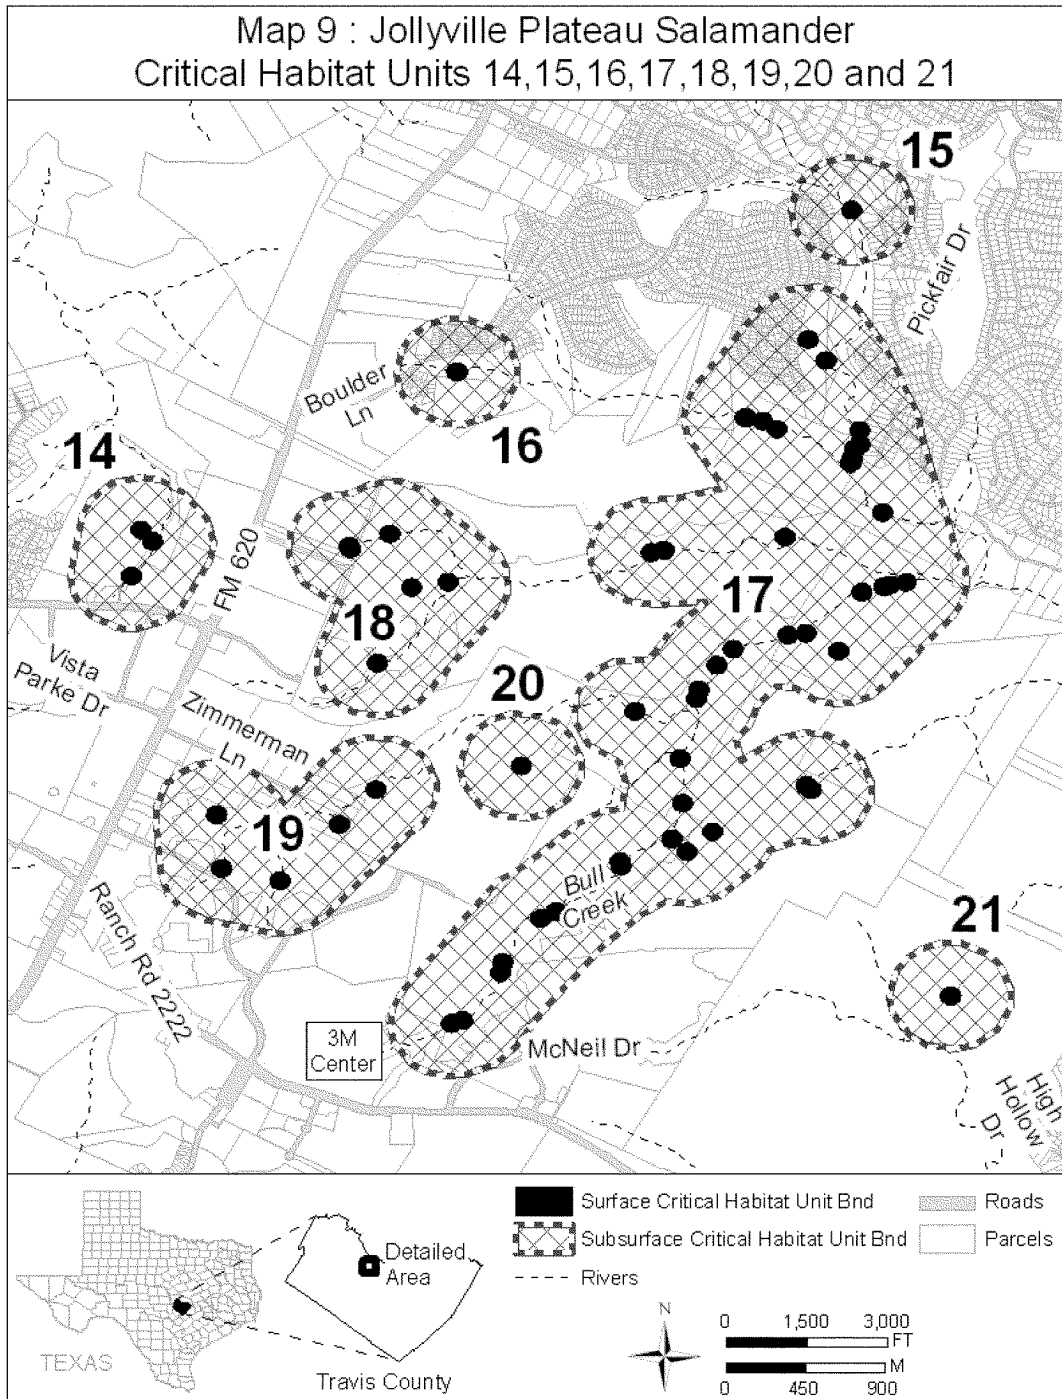 Map 9 : Jollyville Plateau Salamander
Critical Habitat Units 14,15,16,17,18,19,20 and 21
15
Pickfair Dr
Boulder
Ln
16
14
FM 620
18
17
Vista
Parke Dr
Zimmerman
Ln
20
19
Bull
Creek
Ranch Rd 2222
21
3M
Center
McNeil Dr
High
Hollow
Dr
TEXAS
Detailed
Area
Travis County
Surface Critical Habitat Unit Bnd
Subsurface Critical Habitat Unit Bnd
Rivers
Roads
Parcels
N
0 1,500 3,000
FT
M
0 450 900